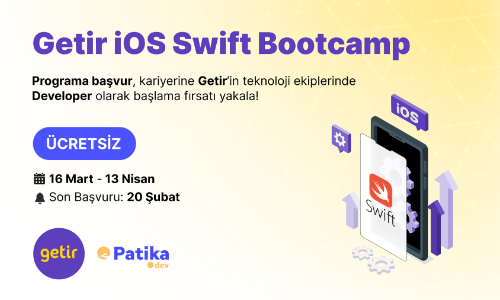 Getir iOS Swift Bootcamp
Programa başvur, kariyerine Getir'in teknoloji ekiplerinde
Developer olarak başlama fırsatı yakala!
ÜCRETSİZ
16 Mart - 13 Nisan
Son Başvuru: 20 Şubat
getir
Patika
dev
iOS
Swift